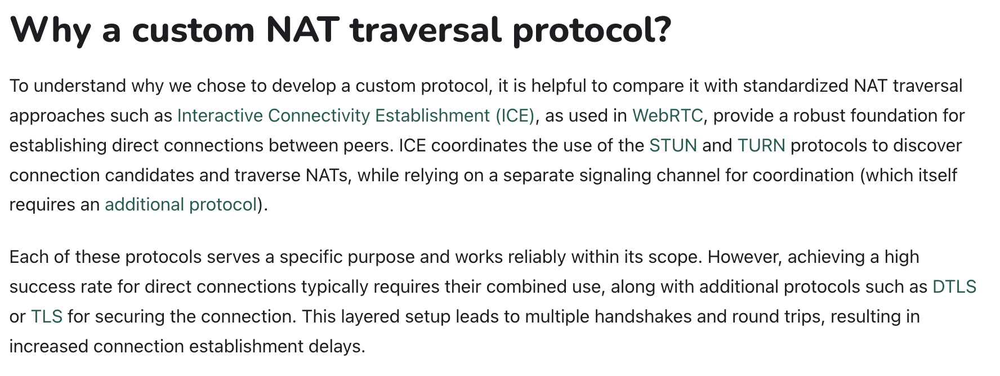 Why a custom NAT traversal protocol?
To understand why we chose to develop a custom protocol, it is helpful to compare it with standardized NAT traversal
approaches such as Interactive Connectivity Establishment (ICE), as used in WebRTC, provide a robust foundation for
establishing direct connections between peers. ICE coordinates the use of the STUN and TURN protocols to discover
connection candidates and traverse NATs, while relying on a separate signaling channel for coordination (which itself
requires an additional protocol).
Each of these protocols serves a specific purpose and works reliably within its scope. However, achieving a high
success rate for direct connections typically requires their combined use, along with additional protocols such as DTLS
or TLS for securing the connection. This layered setup leads to multiple handshakes and round trips, resulting in
increased connection establishment delays.